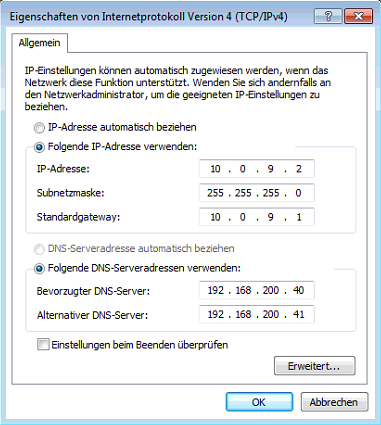 Eigenschaften von Internetprotokoll Version 4 (TCP/IPv4)
Allgemein
IP-Einstellungen können automatisch zugewiesen werden, wenn das
Netzwerk diese Funktion unterstützt. Wenden Sie sich andernfalls an
den Netzwerkadministrator, um die geeigneten IP-Einstellungen zu
beziehen.
IP-Adresse automatisch beziehen
Folgende IP-Adresse verwenden:
IP-Adresse: 10 . 0 . 9 . 2
Subnetzmaske: 255 . 255 . 255 . 0
Standardgateway: 10 . 0 . 9 . 1
DNS-Serveradresse automatisch beziehen
Folgende DNS-Serveradressen verwenden:
Bevorzugter DNS-Server: 192 . 168 . 200 . 40
Alternativer DNS-Server: 192 . 168 . 200 . 41
Einstellungen beim Beenden überprüfen
Erweitert...
OK Abbrechen